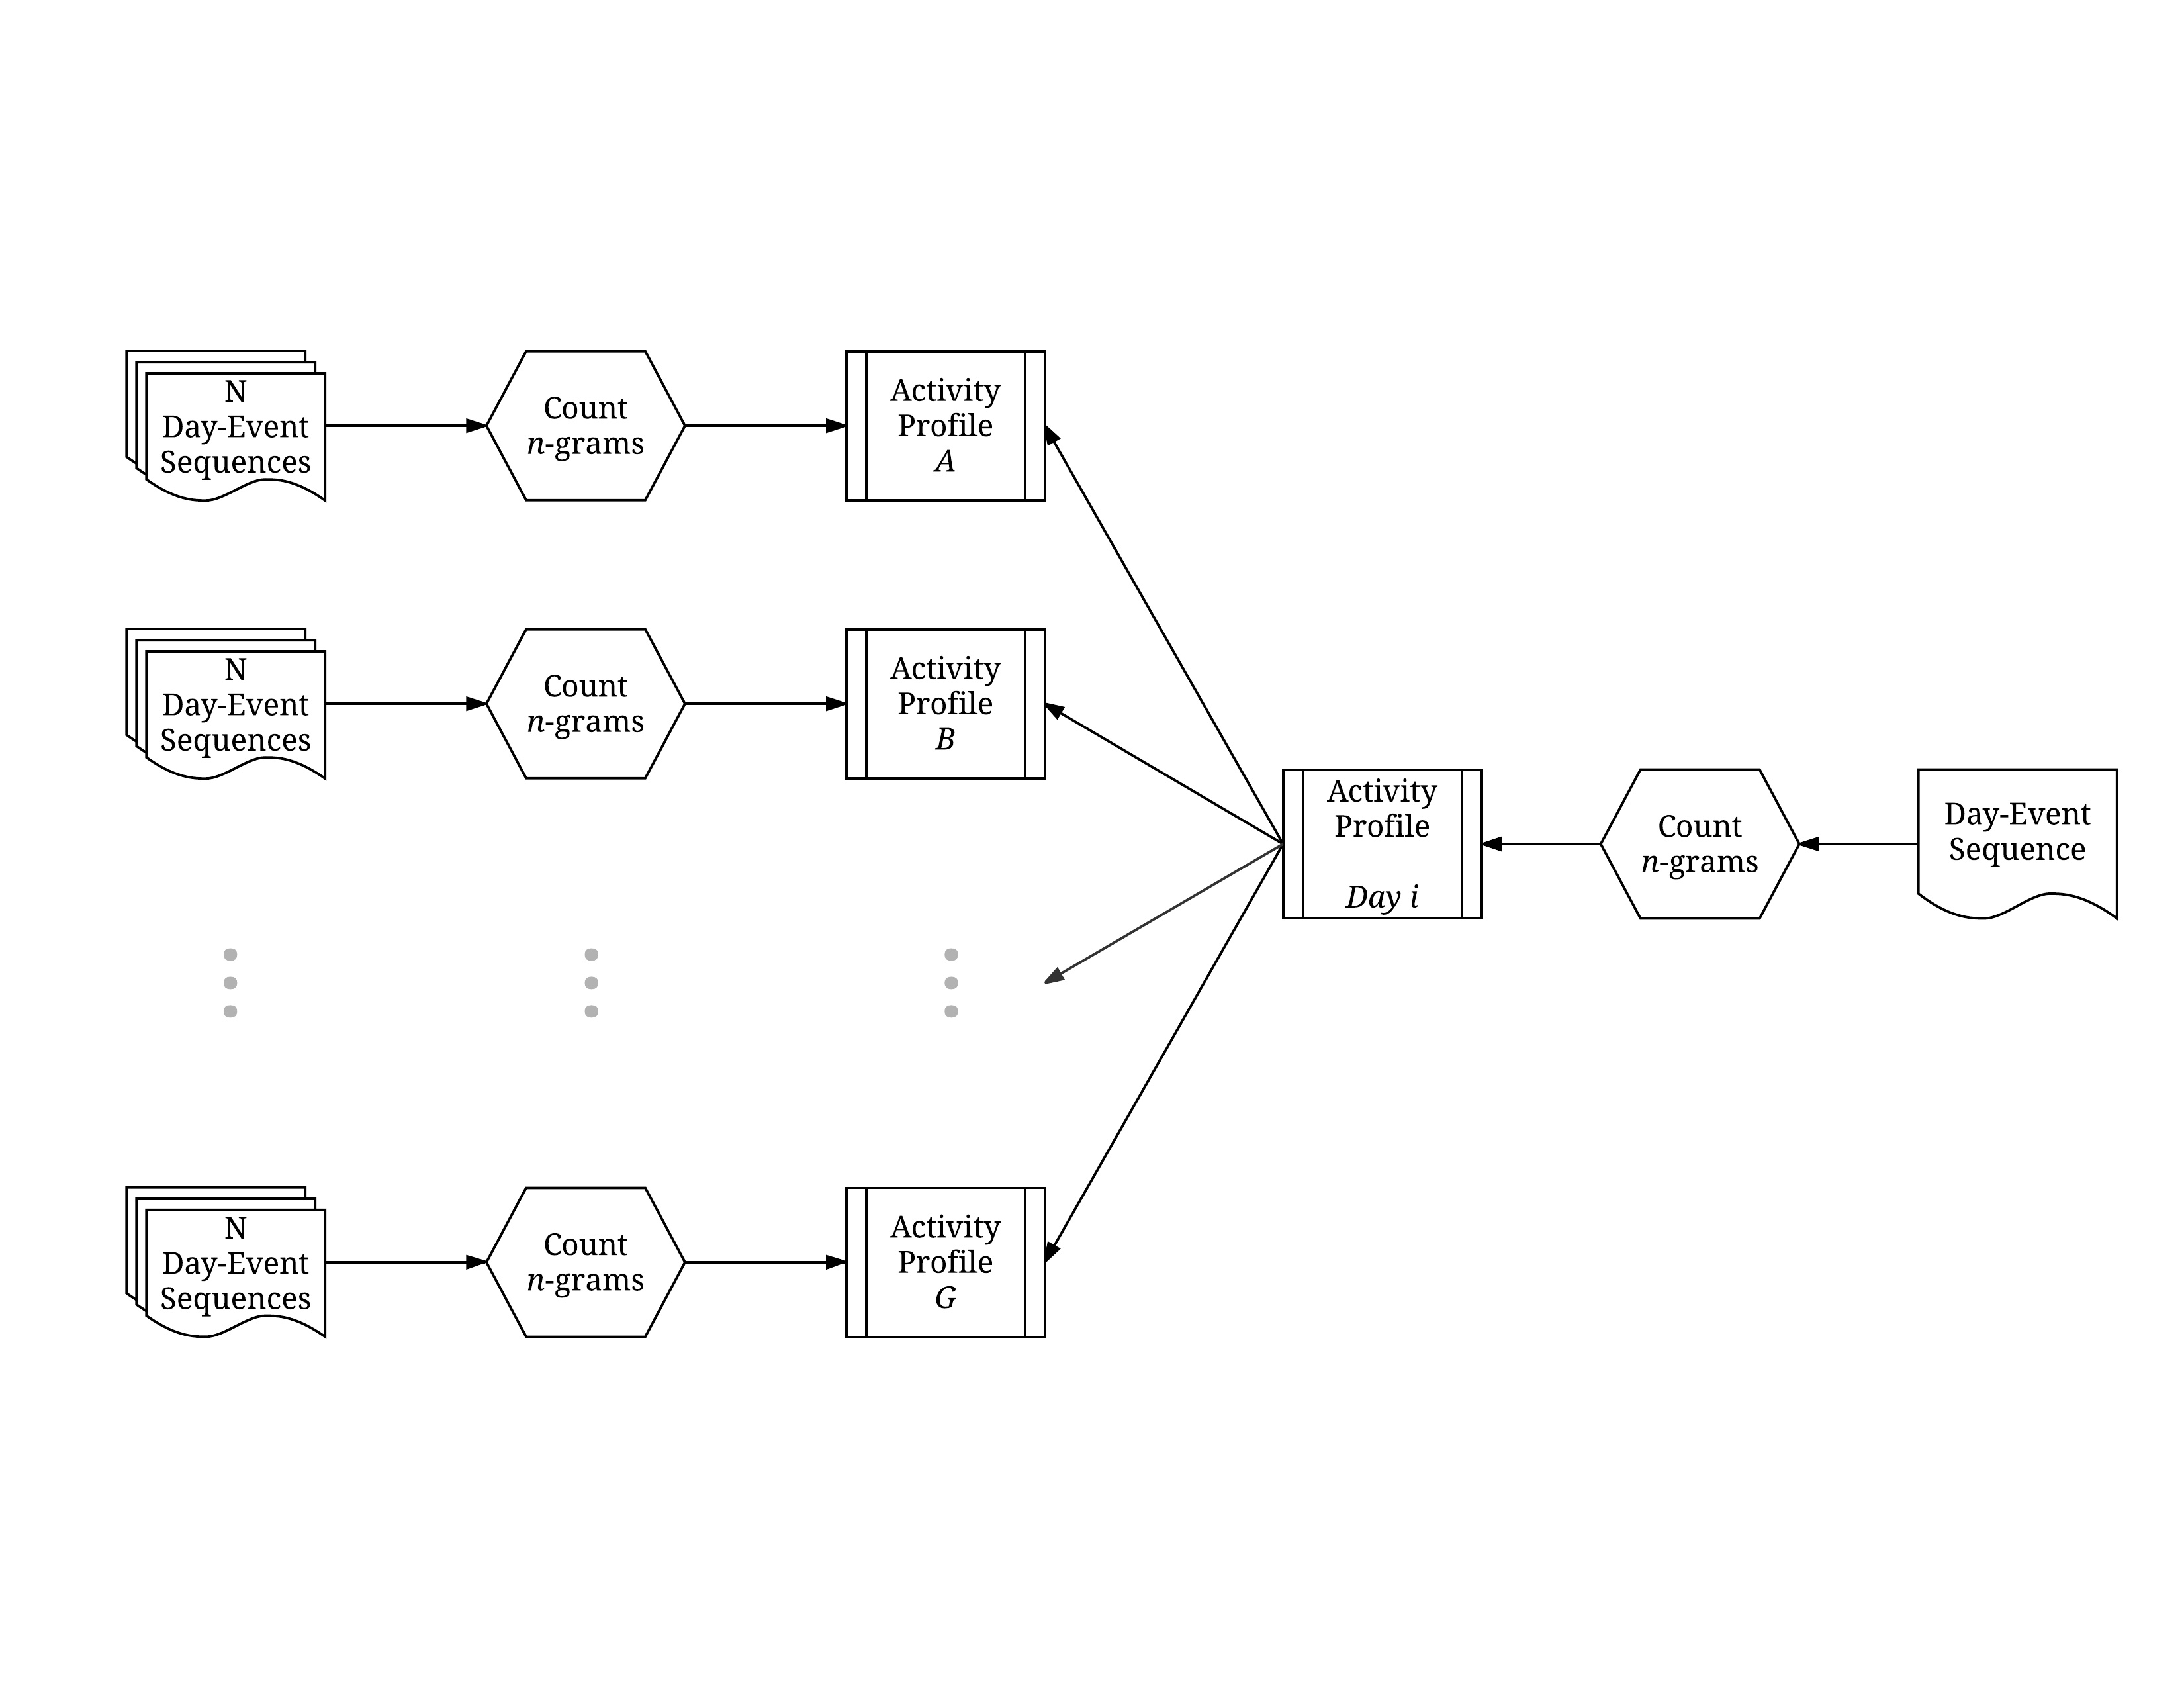 N
Day-Event
Sequences
Count
n-grams
Activity
Profile
A
N
Day-Event
Sequences
Count
n-grams
Activity
Profile
B
Activity
Profile
Day i
Count
n-grams
Day-Event
Sequence
N
Day-Event
Sequences
Count
n-grams
Activity
Profile
G